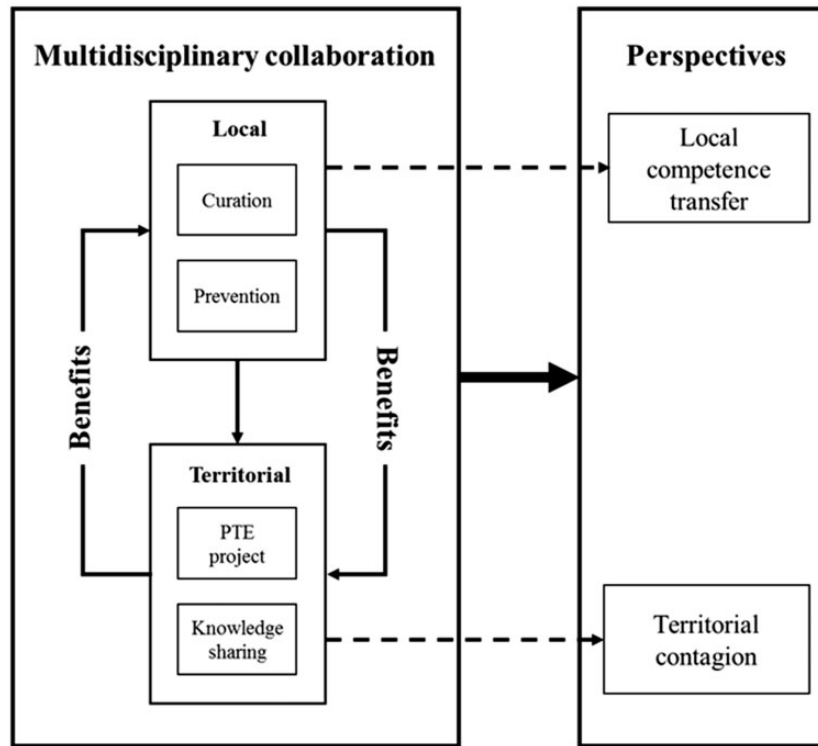 Multidisciplinary collaboration
Perspectives
Local
Curation
Prevention
Local
competence
transfer
Benefits
Benefits
Territorial
PTE
project
Knowledge
sharing
Territorial
contagion